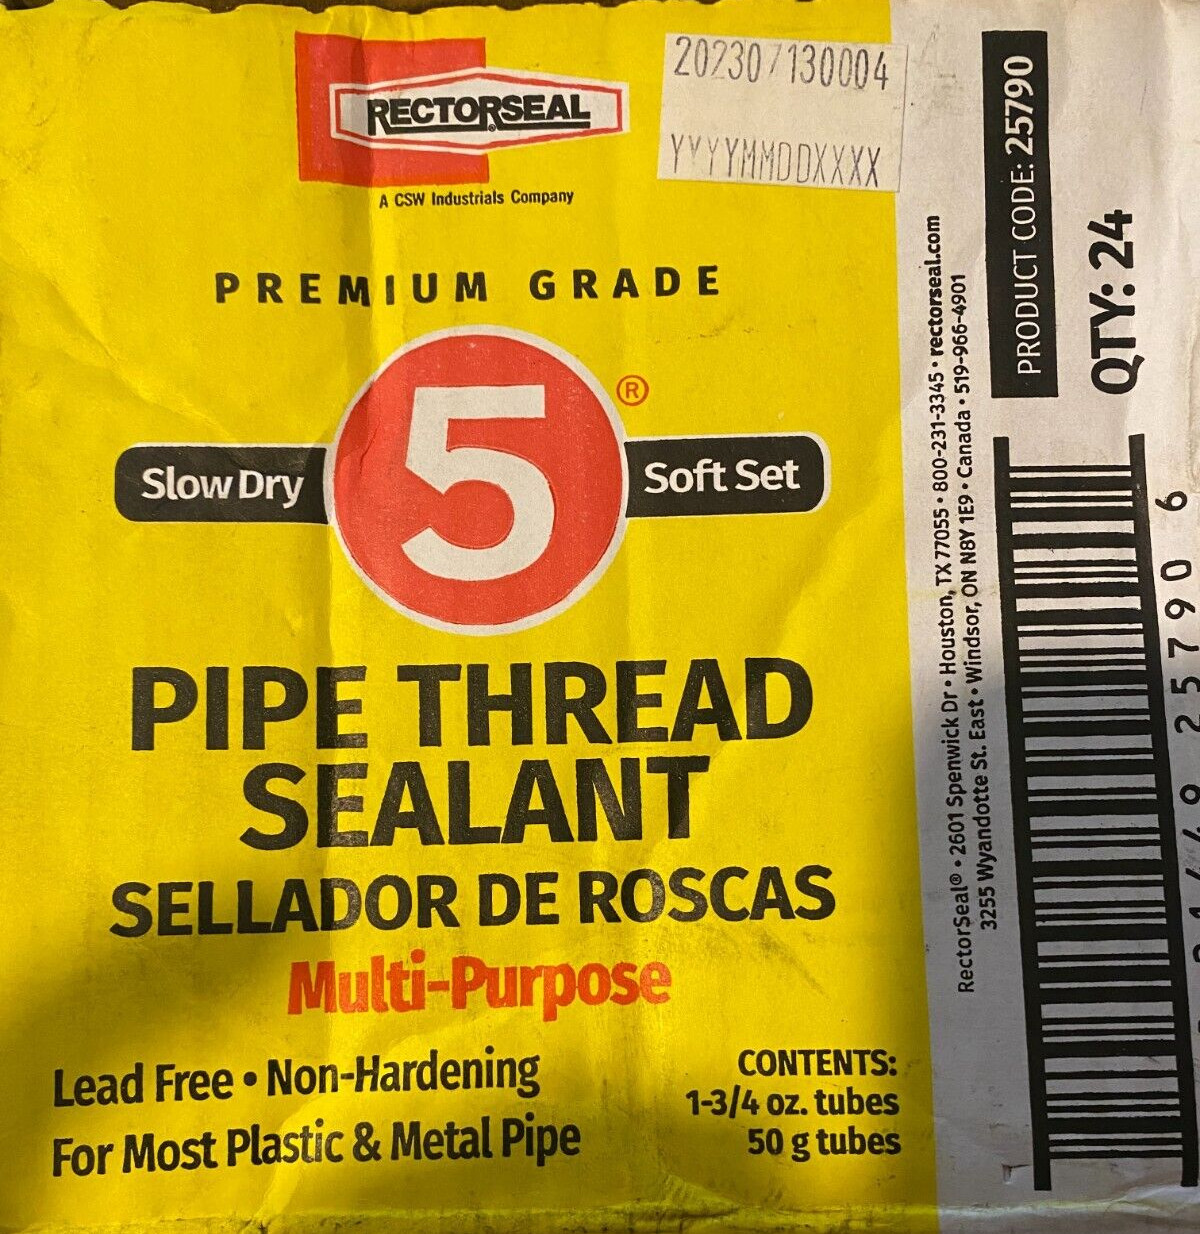 RECTORSEAL®
A CSW Industrials Company
202307130004
YYYYMMDDXXXX
PREMIUM GRADE
Slow Dry
5®
Soft Set
PIPE THREAD
SEALANT
SELLADOR DE ROSCAS
Multi-Purpose
Lead Free • Non-Hardening
For Most Plastic & Metal Pipe
CONTENTS:
1-3/4 oz. tubes
50 g tubes
RectorSeal® • 2601 Spenwick Dr • Houston, TX 77055 • 800-231-3345 • rectorseal.com
3255 Wyandotte St. East • Windsor, ON N8Y 1E9 • Canada • 519-966-4901
PRODUCT CODE: 25790
QTY: 24
25790 6